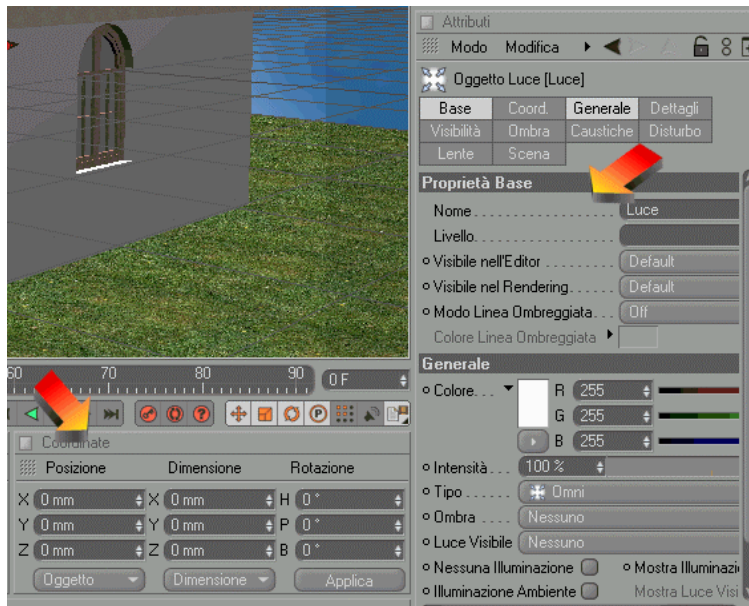 Attributi
Modo Modifica
Oggetto Luce [Luce]
Base Coord. Generale Dettagli
Visibilità Ombra Caustiche Disturbo
Lente Scena
Proprietà Base
Nome Luce
Livello
Visibile nell'Editor Default
Visibile nel Rendering Default
Modo Linea Ombreggiata Off
Colore Linea Ombreggiata
Generale
Colore R 255
G 255
B 255
Intensità 100 %
Tipo Omni
Ombra Nessuno
Luce Visibile Nessuno
Nessuna Illuminazione Mostra Illuminazi
Illuminazione Ambiente Mostra Luce Visi
60 70 80 90 0 F
Coordinate
Posizione Dimensione Rotazione
X 0 mm X 0 mm H 0 °
Y 0 mm Y 0 mm P 0 °
Z 0 mm Z 0 mm B 0 °
Oggetto Dimensione Applica